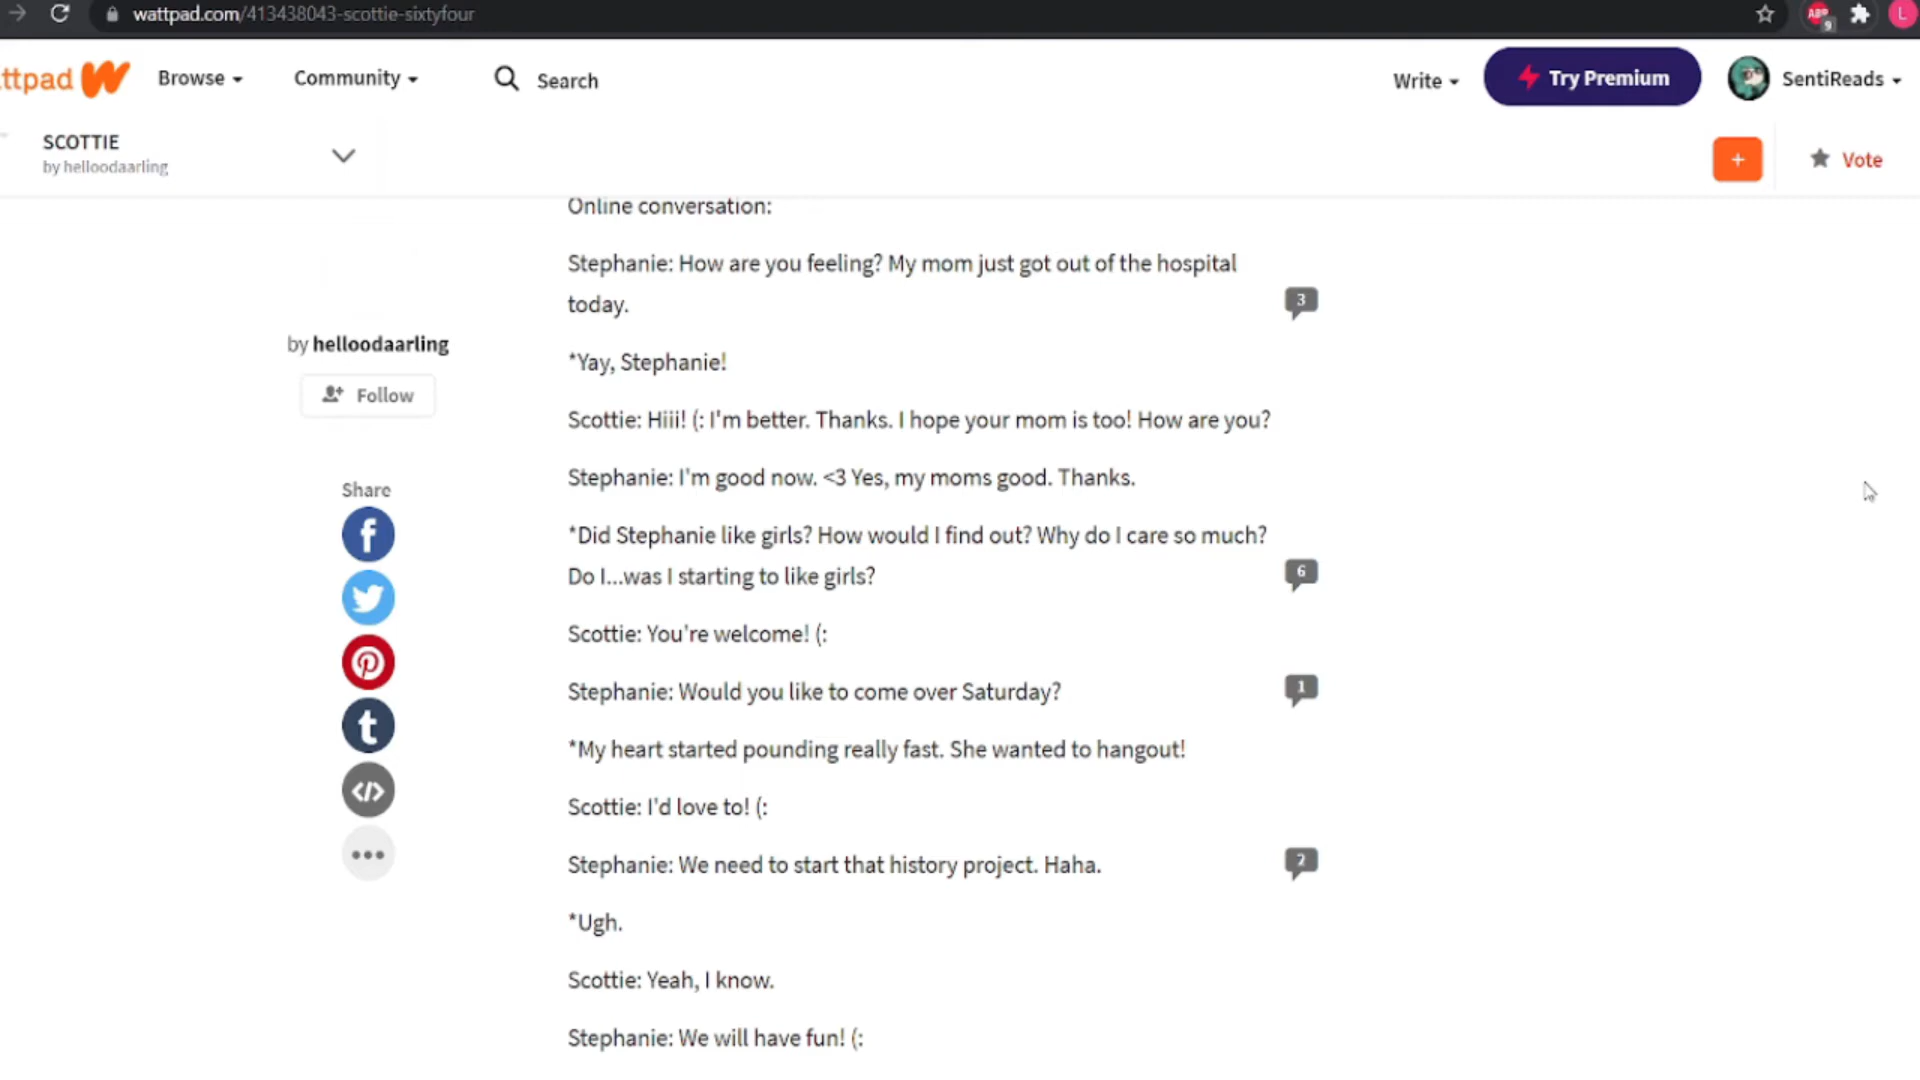 wattpad.com/413438043-scottie-sixtyfour
ABP
9
L
ttpad
Browse
Community
Search
Write
Try Premium
SentiReads
SCOTTIE
by helloodaarling
+
Vote
Online conversation:
Stephanie: How are you feeling? My mom just got out of the hospital
today.
3
*Yay, Stephanie!
by helloodaarling
Follow
Scottie: Hiii! (: I'm better. Thanks. I hope your mom is too! How are you?
Stephanie: I'm good now. <3 Yes, my moms good. Thanks.
Share
*Did Stephanie like girls? How would I find out? Why do I care so much?
Do I...was I starting to like girls?
6
Scottie: You're welcome! (:
Stephanie: Would you like to come over Saturday?
1
*My heart started pounding really fast. She wanted to hangout!
Scottie: I'd love to! (:
Stephanie: We need to start that history project. Haha.
2
*Ugh.
Scottie: Yeah, I know.
Stephanie: We will have fun! (: